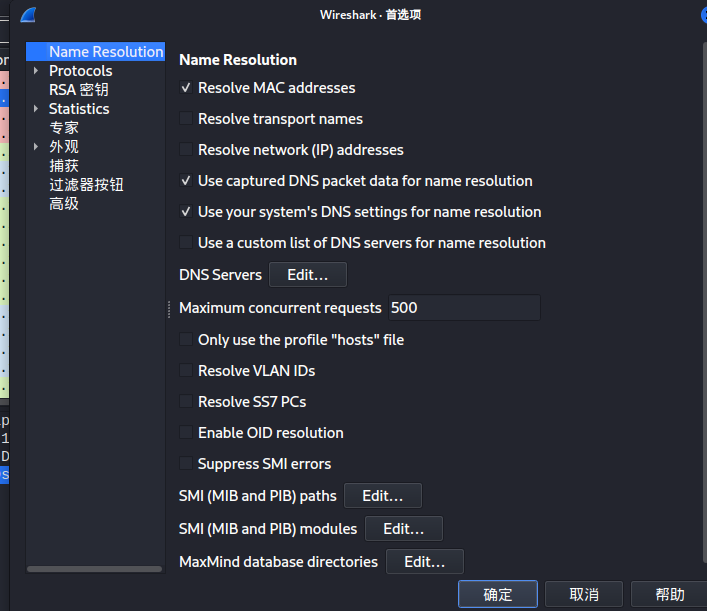 Wireshark · 首选项
Name Resolution
Protocols
RSA 密钥
Statistics
专家
外观
捕获
过滤器按钮
高级
Name Resolution
Resolve MAC addresses
Resolve transport names
Resolve network (IP) addresses
Use captured DNS packet data for name resolution
Use your system's DNS settings for name resolution
Use a custom list of DNS servers for name resolution
DNS Servers Edit…
Maximum concurrent requests 500
Only use the profile "hosts" file
Resolve VLAN IDs
Resolve SS7 PCs
Enable OID resolution
Suppress SMI errors
SMI (MIB and PIB) paths Edit…
SMI (MIB and PIB) modules Edit…
MaxMind database directories Edit…
确定 取消 帮助